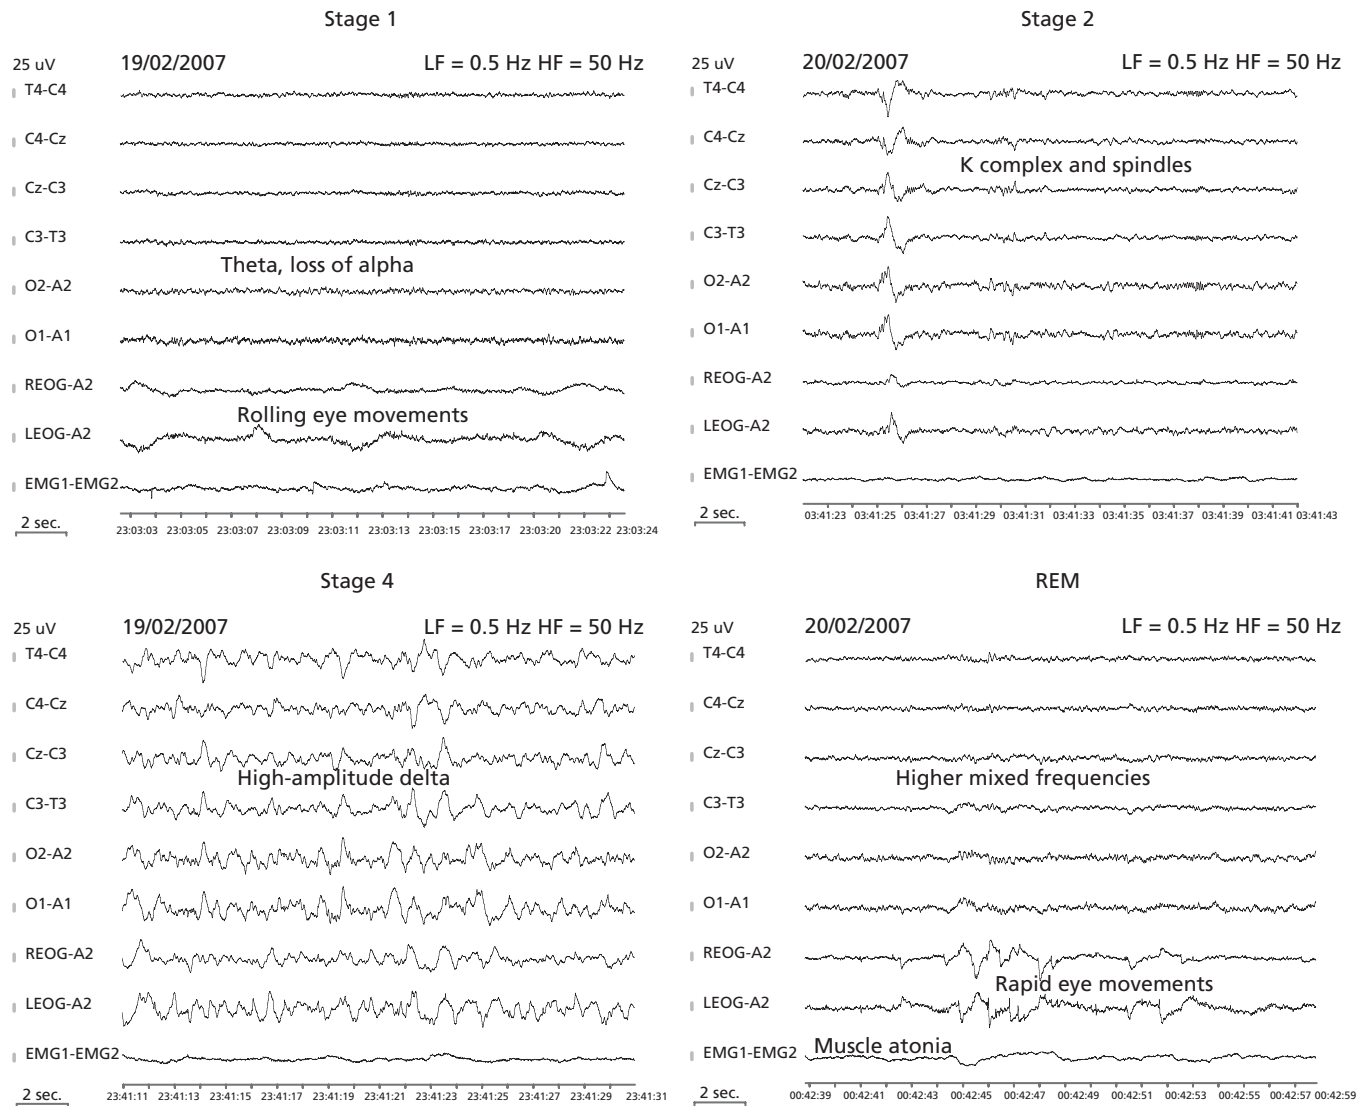 Stage 1
25 uV 19/02/2007 LF = 0.5 Hz HF = 50 Hz
T4-C4
C4-Cz
Cz-C3
C3-T3
Theta, loss of alpha
O2-A2
O1-A1
REOG-A2
Rolling eye movements
LEOG-A2
EMG1-EMG2
2 sec.
23:03:03 23:03:05 23:03:07 23:03:09 23:03:11 23:03:13 23:03:15 23:03:17 23:03:20 23:03:22 23:03:24
Stage 2
25 uV 20/02/2007 LF = 0.5 Hz HF = 50 Hz
T4-C4
C4-Cz
K complex and spindles
Cz-C3
C3-T3
O2-A2
O1-A1
REOG-A2
LEOG-A2
EMG1-EMG2
2 sec.
03:41:23 03:41:25 03:41:27 03:41:29 03:41:31 03:41:33 03:41:35 03:41:37 03:41:39 03:41:41 03:41:43
Stage 4
25 uV 19/02/2007 LF = 0.5 Hz HF = 50 Hz
T4-C4
C4-Cz
Cz-C3
High-amplitude delta
C3-T3
O2-A2
O1-A1
REOG-A2
LEOG-A2
EMG1-EMG2
2 sec.
23:41:11 23:41:13 23:41:15 23:41:17 23:41:19 23:41:21 23:41:23 23:41:25 23:41:27 23:41:29 23:41:31
REM
25 uV 20/02/2007 LF = 0.5 Hz HF = 50 Hz
T4-C4
C4-Cz
Cz-C3
Higher mixed frequencies
C3-T3
O2-A2
O1-A1
REOG-A2
Rapid eye movements
LEOG-A2
EMG1-EMG2 Muscle atonia
2 sec.
00:42:39 00:42:41 00:42:43 00:42:45 00:42:47 00:42:49 00:42:51 00:42:53 00:42:55 00:42:57 00:42:59